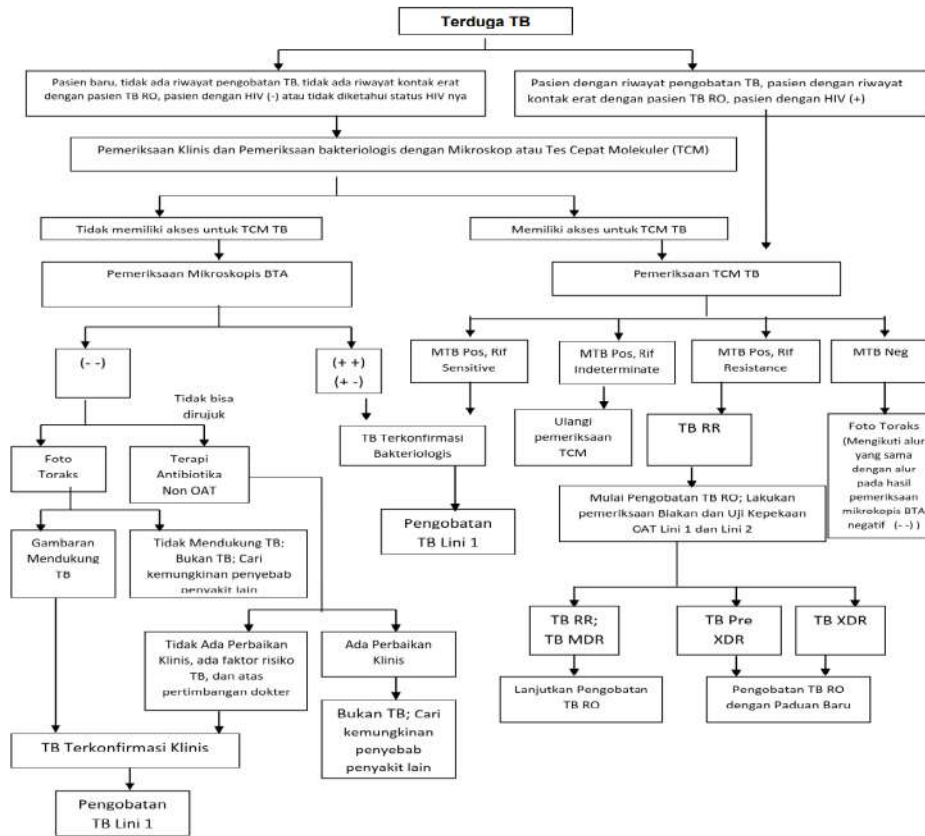 Terduga TB
Pasien baru, tidak ada riwayat pengobatan TB, tidak ada riwayat kontak erat
dengan pasien TB RO, pasien dengan HIV (-) atau tidak diketahui status HIV nya
Pasien dengan riwayat pengobatan TB, pasien dengan riwayat
kontak erat dengan pasien TB RO, pasien dengan HIV (+)
Pemeriksaan Klinis dan Pemeriksaan bakteriologis dengan Mikroskop atau Tes Cepat Molekuler (TCM)
Tidak memiliki akses untuk TCM TB
Memiliki akses untuk TCM TB
Pemeriksaan Mikroskopis BTA
Pemeriksaan TCM TB
(- -)
(+ +)
(+ -)
MTB Pos, Rif
Sensitive
MTB Pos, Rif
Indeterminate
MTB Pos, Rif
Resistance
MTB Neg
Tidak bisa
dirujuk
Foto
Toraks
Terapi
Antibiotika
Non OAT
TB Terkonfirmasi
Bakteriologis
Ulangi
pemeriksaan
TCM
TB RR
Foto Toraks
(Mengikuti alur
yang sama
dengan alur
pada hasil
pemeriksaan
mikrokopis BTA
negatif (- -) )
Pengobatan
TB Lini 1
Mulai Pengobatan TB RO; Lakukan
pemeriksaan Biakan dan Uji Kepekaan
OAT Lini 1 dan Lini 2
Gambaran
Mendukung
TB
Tidak Mendukung TB;
Bukan TB; Cari
kemungkinan penyebab
penyakit lain
Tidak Ada Perbaikan
Klinis, ada faktor risiko
TB, dan atas
pertimbangan dokter
Ada Perbaikan
Klinis
TB RR;
TB MDR
TB Pre
XDR
TB XDR
Lanjutkan Pengobatan
TB RO
Pengobatan TB RO
dengan Paduan Baru
Bukan TB; Cari
kemungkinan
penyebab
penyakit lain
TB Terkonfirmasi Klinis
Pengobatan
TB Lini 1